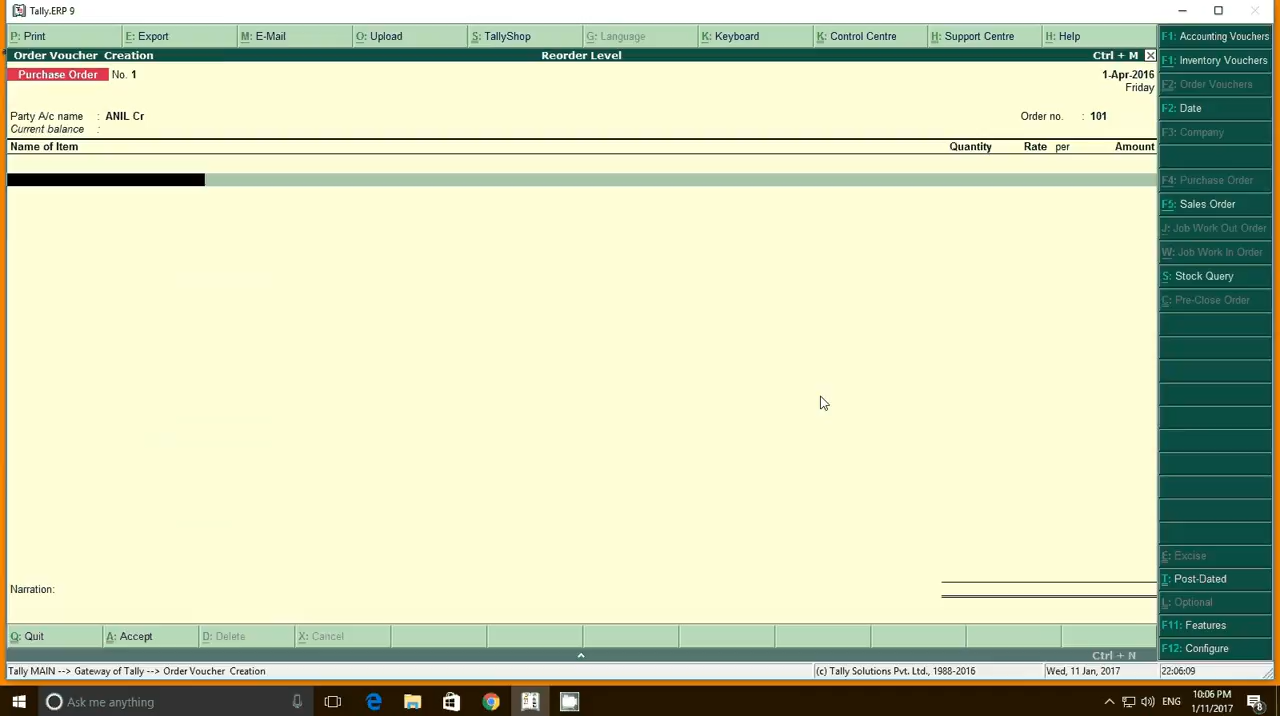 Tally.ERP 9
P: Print E: Export M: E-Mail O: Upload S: TallyShop G: Language K: Keyboard K: Control Centre H: Support Centre H: Help
Order Voucher Creation Reorder Level Ctrl + M
Purchase Order No. 1 1-Apr-2016
Friday
Party A/c name : ANIL Cr Order no. : 101
Current balance :
Name of Item Quantity Rate per Amount
F1: Accounting Vouchers
F1: Inventory Vouchers
F2: Order Vouchers
F2: Date
F3: Company
F4: Purchase Order
F5: Sales Order
J: Job Work Out Order
W: Job Work In Order
S: Stock Query
C: Pre-Close Order
E: Excise
T: Post-Dated
L: Optional
F11: Features
F12: Configure
Narration:
Q: Quit A: Accept D: Delete X: Cancel
Ctrl + N
Tally MAIN --> Gateway of Tally --> Order Voucher Creation (c) Tally Solutions Pvt. Ltd., 1988-2016 Wed, 11 Jan, 2017 22:06:09
Ask me anything ENG 10:06 PM
1/11/2017 8